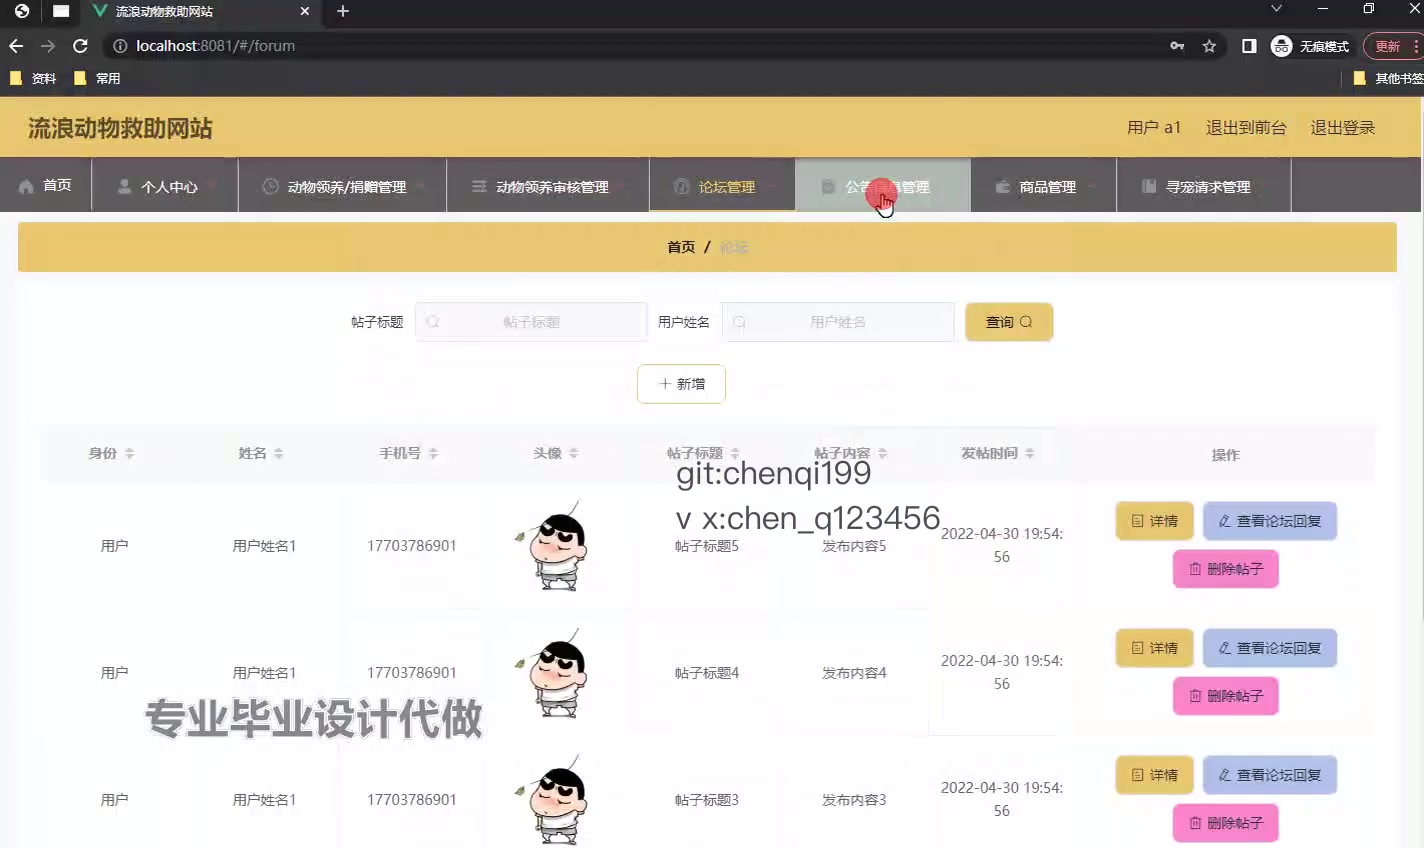 流浪动物救助网站
localhost:8081/#/forum
无痕模式
更新
资料 常用
其他书签
流浪动物救助网站
用户 a1 退出到前台 退出登录
首页 个人中心 动物领养/捐赠管理 动物领养审核管理 论坛管理 公告信息管理 商品管理 寻宠请求管理
首页 / 论坛
帖子标题 帖子标题 用户姓名 用户姓名 查询
+ 新增
身份 姓名 手机号 头像 帖子标题 帖子内容 发帖时间 操作
git:chenqi199
v x:chen_q123456
用户 用户姓名1 17703786901 帖子标题5 发布内容5 2022-04-30 19:54:
56
详情 查看论坛回复
删除帖子
用户 用户姓名1 17703786901 帖子标题4 发布内容4 2022-04-30 19:54:
56
详情 查看论坛回复
删除帖子
专业毕业设计代做
用户 用户姓名1 17703786901 帖子标题3 发布内容3 2022-04-30 19:54:
56
详情 查看论坛回复
删除帖子